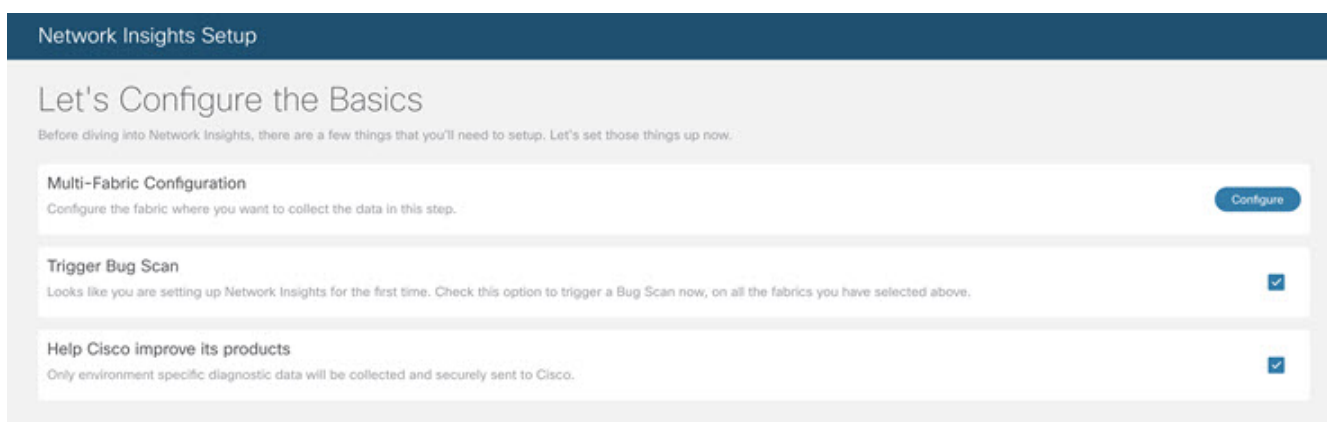 Network Insights Setup
Let's Configure the Basics
Before diving into Network Insights, there are a few things that you'll need to setup. Let's set those things up now.
Multi-Fabric Configuration
Configure the fabric where you want to collect the data in this step.
Configure
Trigger Bug Scan
Looks like you are setting up Network Insights for the first time. Check this option to trigger a Bug Scan now, on all the fabrics you have selected above.
Help Cisco improve its products
Only environment specific diagnostic data will be collected and securely sent to Cisco.